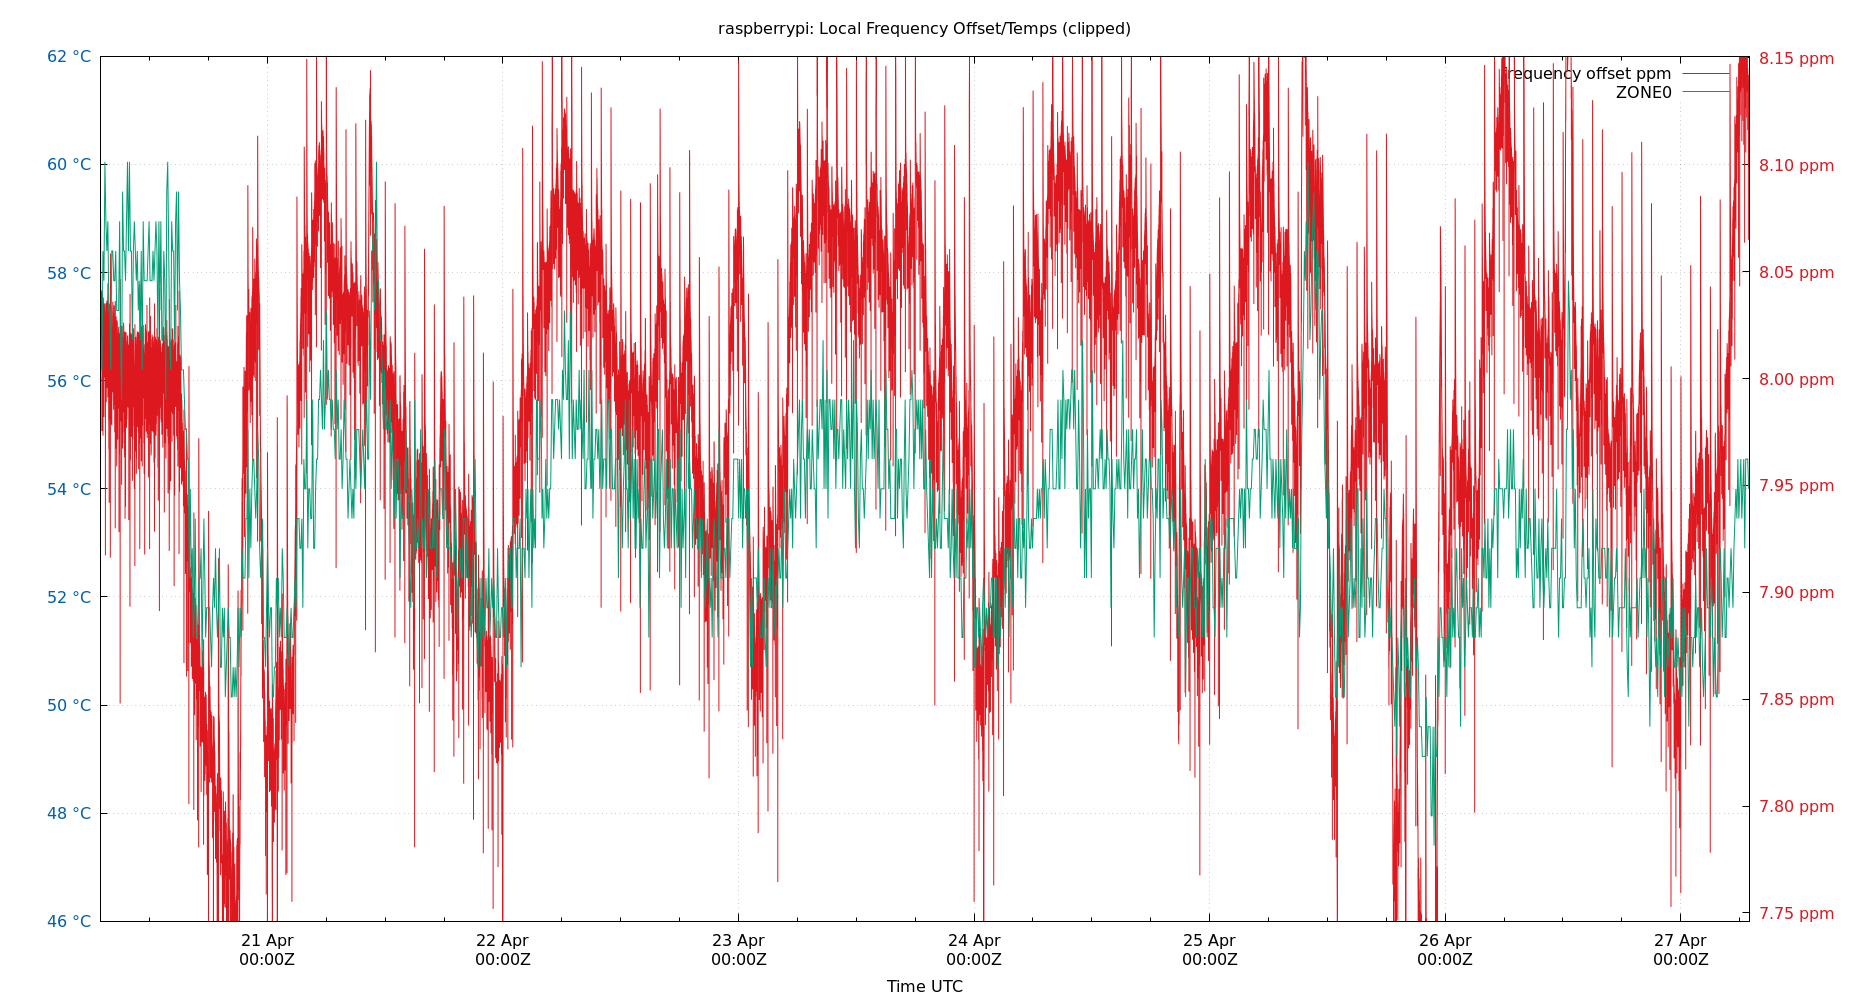 raspberrypi: Local Frequency Offset/Temps (clipped)
62 °C
60 °C
58 °C
56 °C
54 °C
52 °C
50 °C
48 °C
46 °C
8.15 ppm
8.10 ppm
8.05 ppm
8.00 ppm
7.95 ppm
7.90 ppm
7.85 ppm
7.80 ppm
7.75 ppm
frequency offset ppm
ZONE0
21 Apr
00:00Z
22 Apr
00:00Z
23 Apr
00:00Z
24 Apr
00:00Z
25 Apr
00:00Z
26 Apr
00:00Z
27 Apr
00:00Z
Time UTC